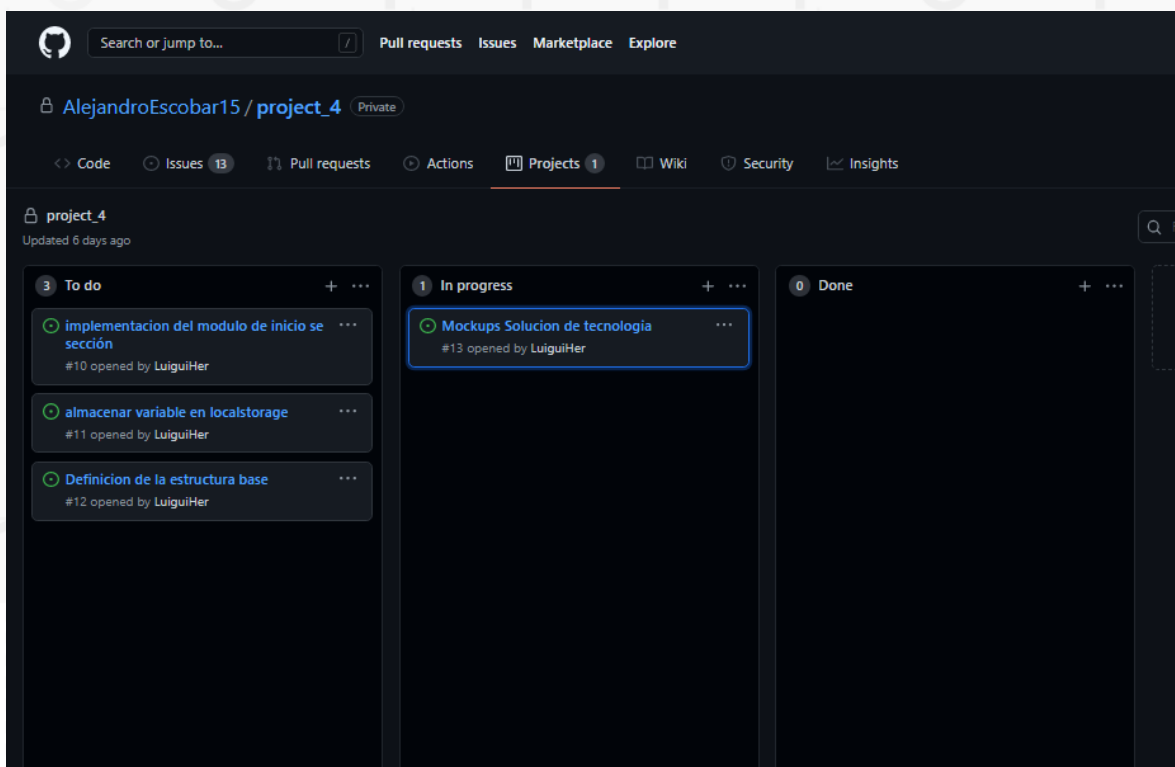 Search or jump to... /
Pull requests Issues Marketplace Explore
AlejandroEscobar15 / project_4 Private
<> Code Issues 13 Pull requests Actions Projects 1 Wiki Security Insights
project_4
Updated 6 days ago
3 To do + ...
implementacion del modulo de inicio se ...
sección
#10 opened by LuiguiHer
almacenar variable en localstorage ...
#11 opened by LuiguiHer
Definicion de la estructura base ...
#12 opened by LuiguiHer
1 In progress + ...
Mockups Solucion de tecnologia ...
#13 opened by LuiguiHer
0 Done + ...